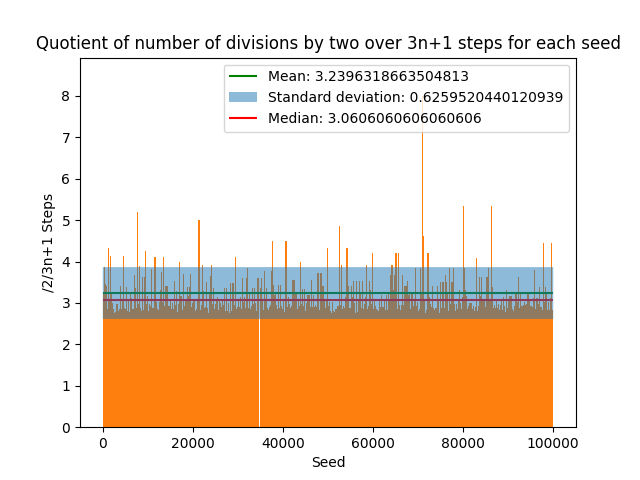 Quotient of number of divisions by two over 3n+1 steps for each seed
Mean: 3.2396318663504813
Standard deviation: 0.6259520440120939
Median: 3.0606060606060606
8
7
6
5
4
3
2
1
0
/2/3n+1 Steps
0 20000 40000 60000 80000 100000
Seed